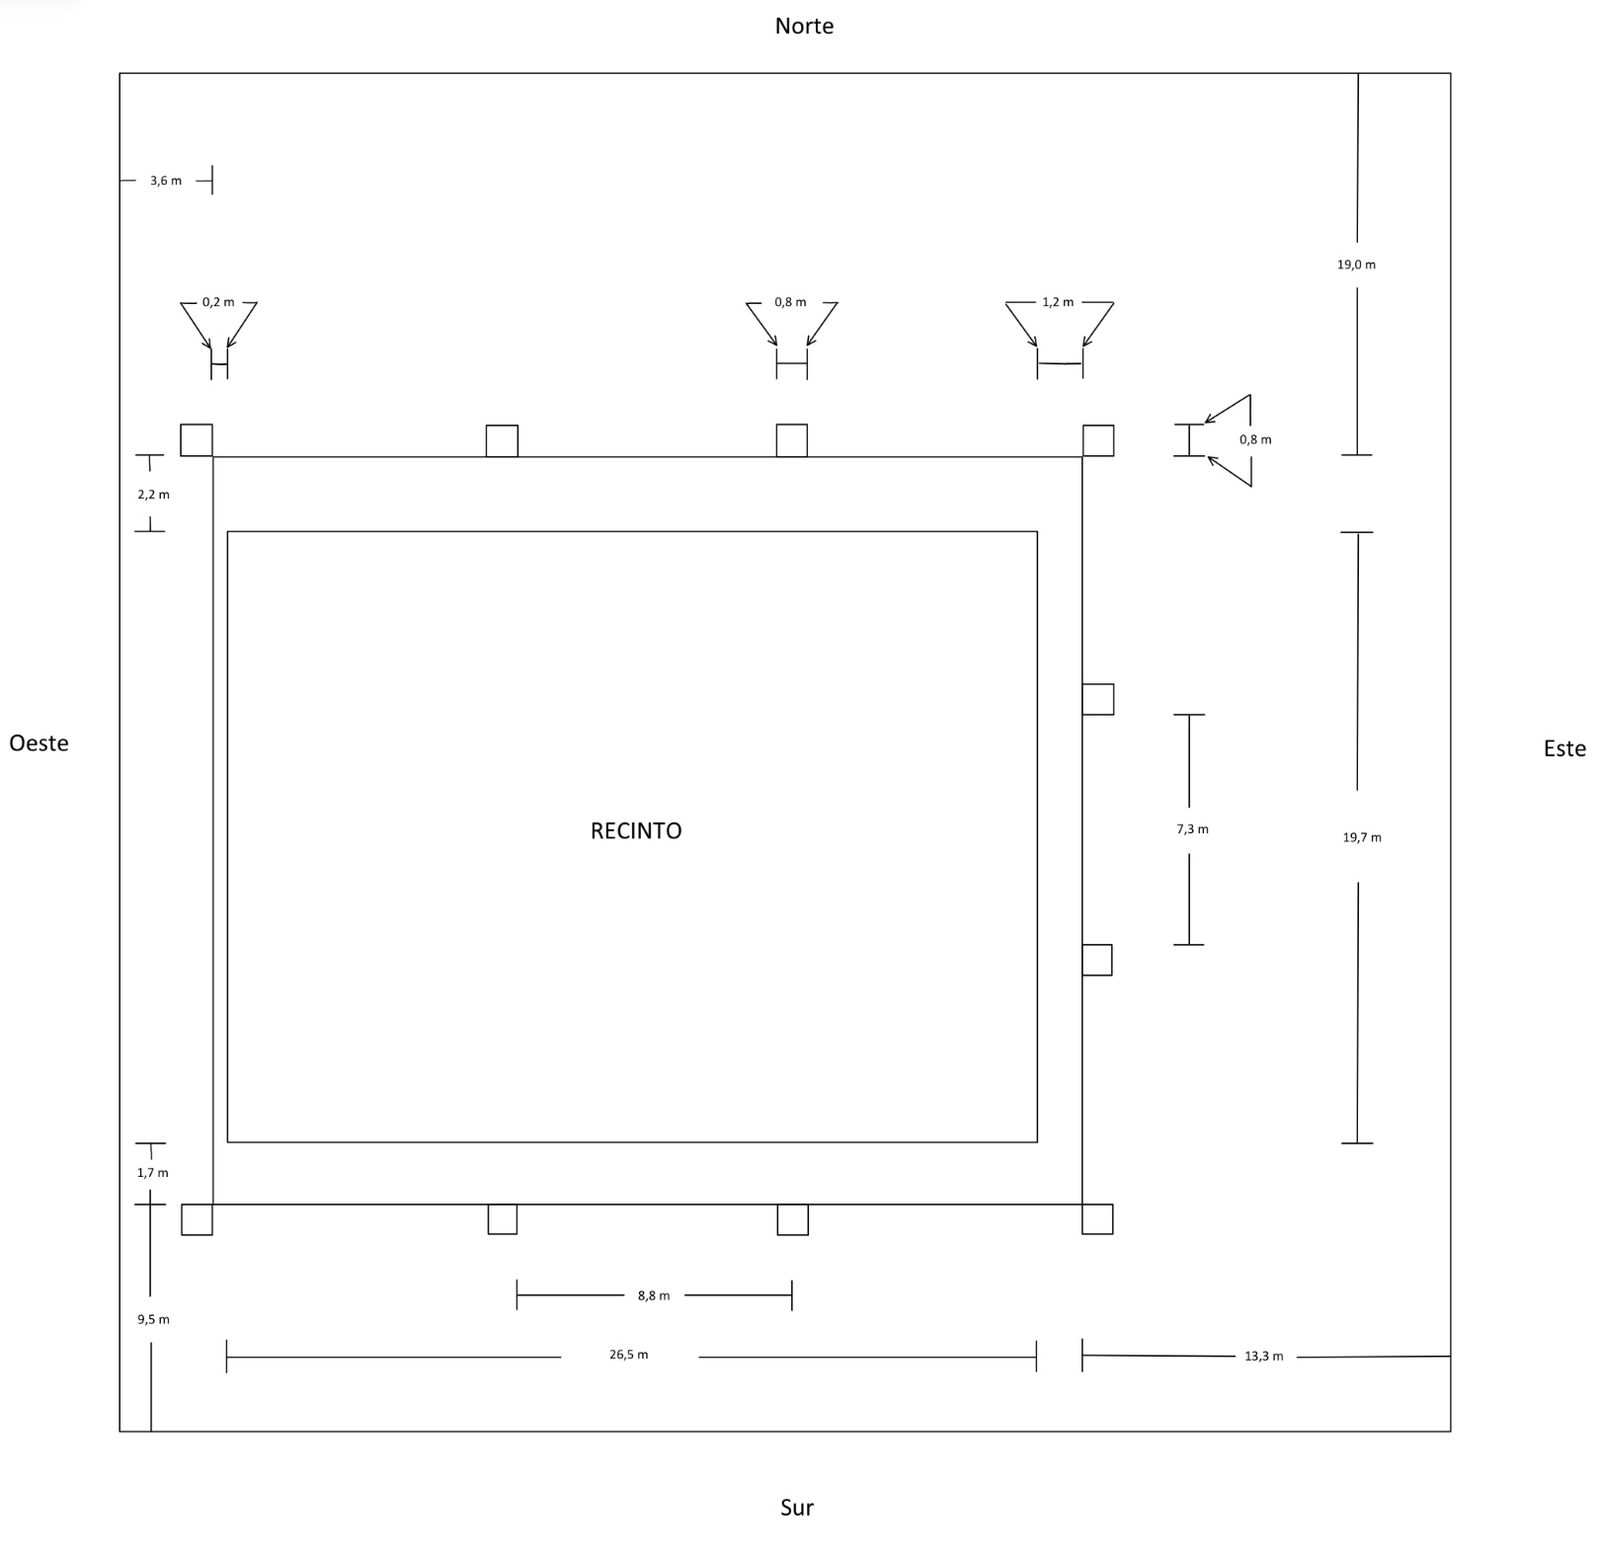 Norte
3,6 m
19,0 m
0,2 m
0,8 m
1,2 m
0,8 m
2,2 m
Oeste
Este
RECINTO
7,3 m
19,7 m
1,7 m
8,8 m
9,5 m
26,5 m
13,3 m
Sur